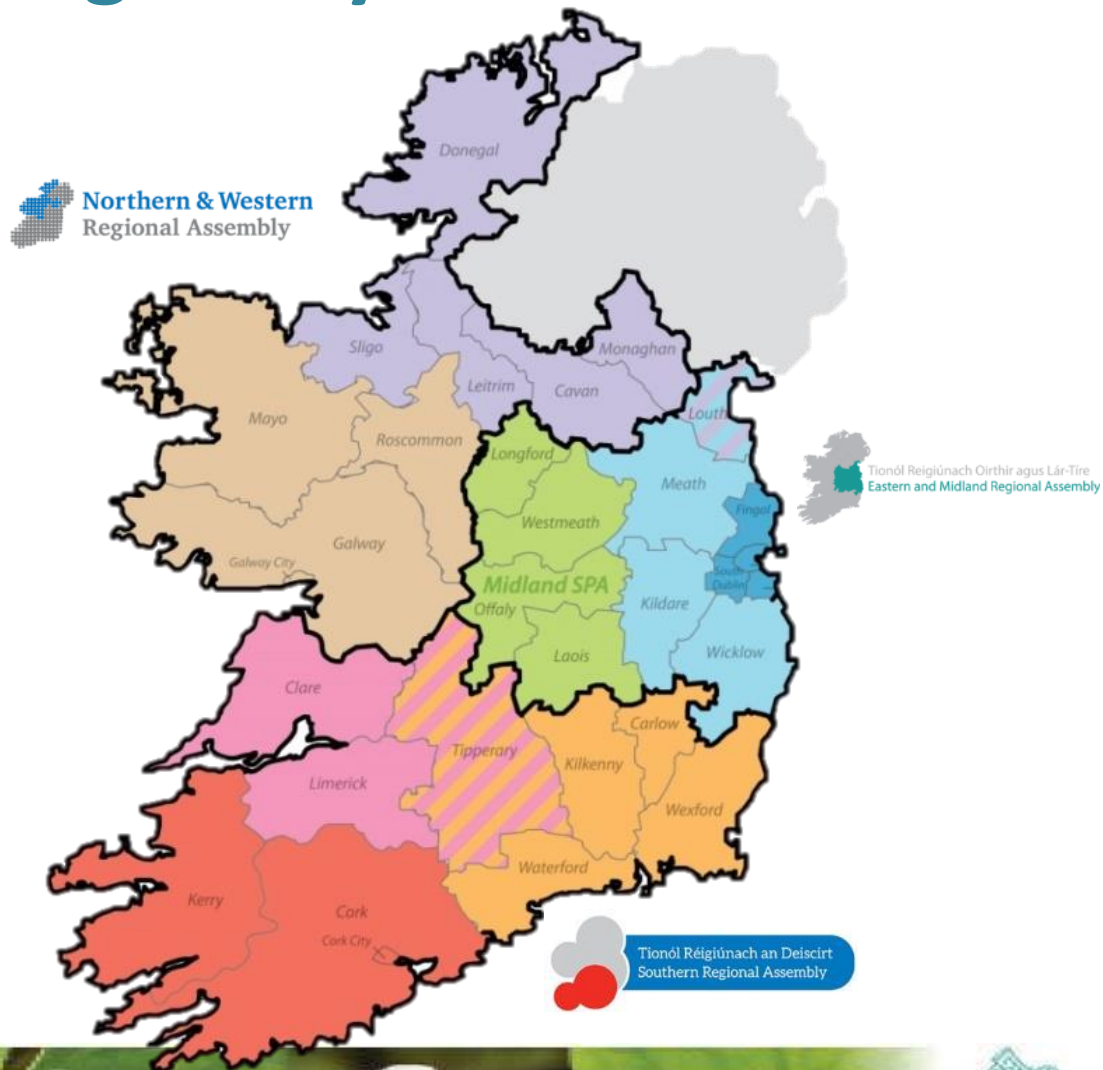 Donegal
Northern & Western
Regional Assembly
Sligo
Monaghan
Leitrim
Cavan
Louth
Mayo
Roscommon
Longford
Meath
Tionól Reigiúnach Oirthir agus Lár-Tíre
Eastern and Midland Regional Assembly
Fingal
Westmeath
Galway
Galway City
South
Dublin
Midland SPA
Offaly
Kildare
Laois
Wicklow
Clare
Carlow
Tipperary
Kilkenny
Limerick
Wexford
Waterford
Kerry
Cork
Cork City
Tionól Réigiúnach an Deiscirt
Southern Regional Assembly